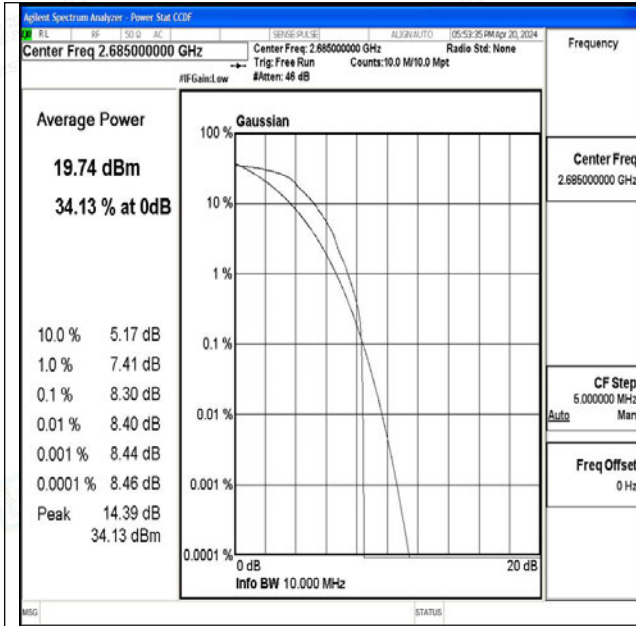 Agilent Spectrum Analyzer - Power Stat CCDF
RL RF 50 Ω AC SENSE:PULSE ALIGN AUTO 05:53:35 PM Apr 20, 2024
Center Freq 2.685000000 GHz
Center Freq: 2.685000000 GHz Radio Std: None
Trig: Free Run Counts:10.0 M/10.0 Mpt
#IFGain:Low #Atten: 46 dB
Frequency
Average Power
19.74 dBm
34.13 % at 0dB
10.0 % 5.17 dB
1.0 % 7.41 dB
0.1 % 8.30 dB
0.01 % 8.40 dB
0.001 % 8.44 dB
0.0001 % 8.46 dB
Peak 14.39 dB
34.13 dBm
Gaussian
100 %
10 %
1 %
0.1 %
0.01 %
0.001 %
0.0001 %
0 dB 20 dB
Info BW 10.000 MHz
Center Freq
2.685000000 GHz
CF Step
5.000000 MHz
Auto Man
Freq Offset
0 Hz
MSG STATUS